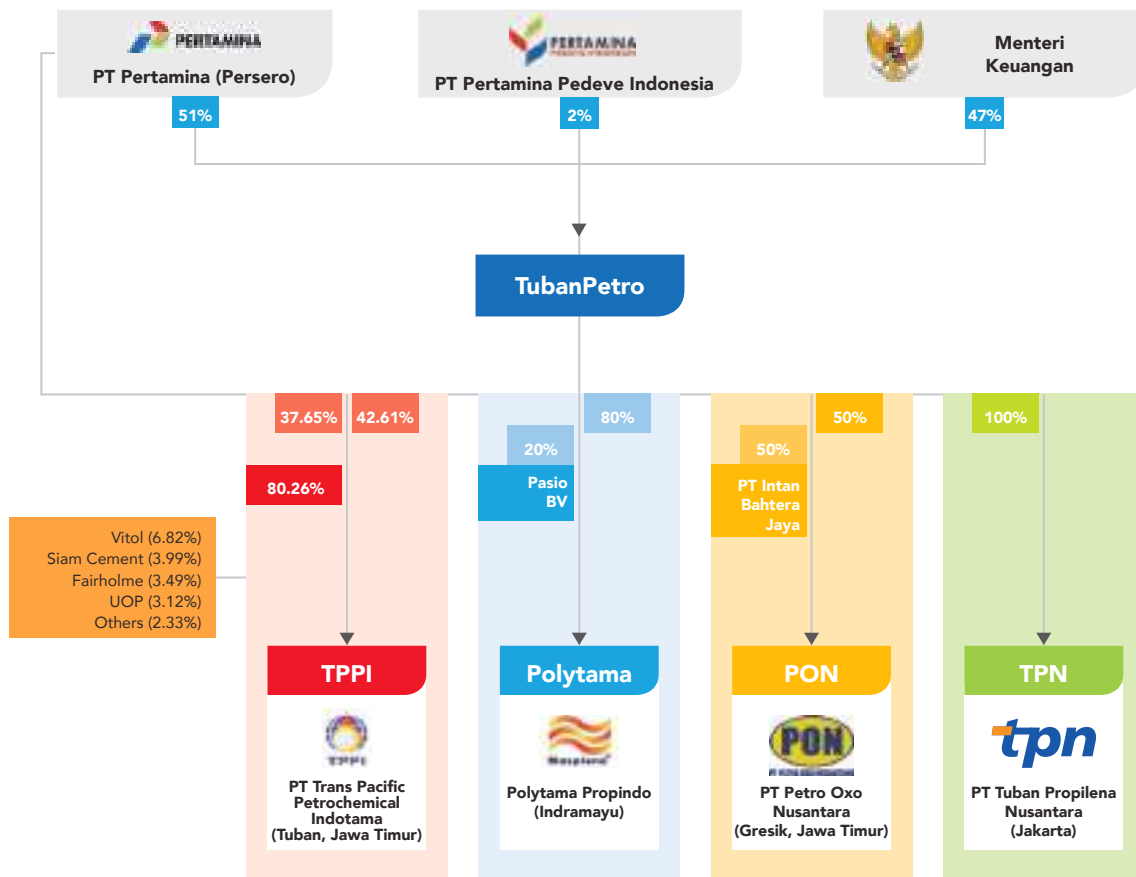 PERTAMINA
PT Pertamina (Persero)
51%
PERTAMINA
PT Pertamina Pedeve Indonesia
2%
Menteri
Keuangan
47%
TubanPetro
37.65%
42.61%
80.26%
Vitol (6.82%)
Siam Cement (3.99%)
Fairholme (3.49%)
UOP (3.12%)
Others (2.33%)
80%
20%
Pasio
BV
50%
50%
PT Intan
Bahtera
Jaya
100%
TPPI
TPPI
PT Trans Pacific
Petrochemical
Indotama
(Tuban, Jawa Timur)
Polytama
Masplene
Polytama Propindo
(Indramayu)
PON
PON
PT Petro Oxo
Nusantara
(Gresik, Jawa Timur)
TPN
tpn
PT Tuban Propilena
Nusantara
(Jakarta)